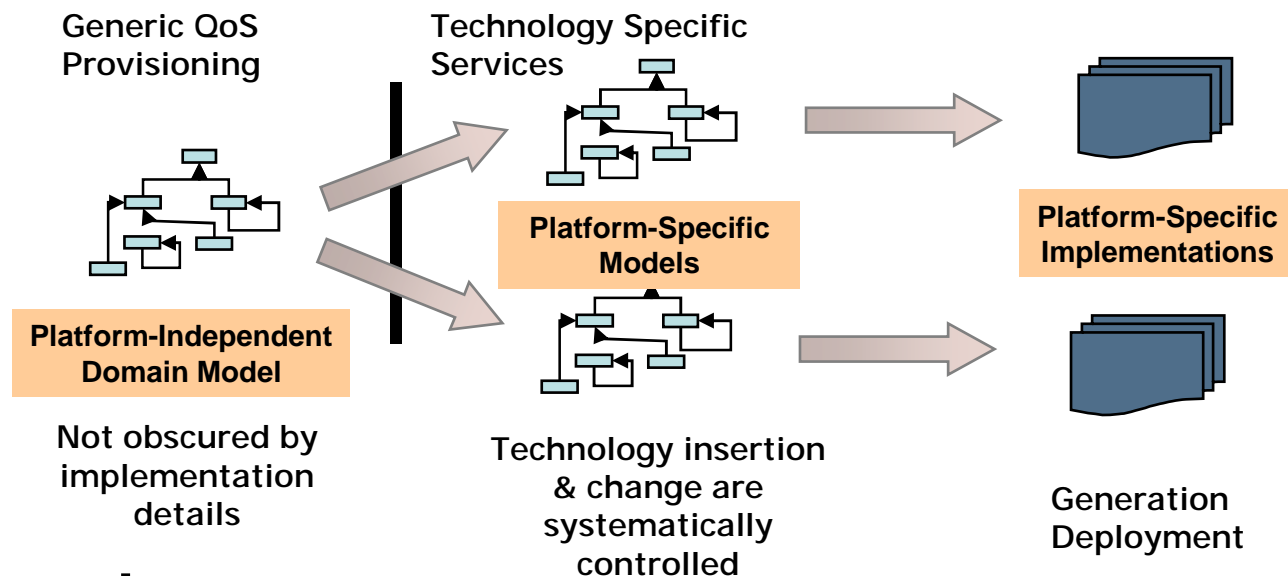 Generic QoS
Provisioning
Technology Specific
Services
Platform-Independent
Domain Model
Platform-Specific
Models
Platform-Specific
Implementations
Not obscured by
implementation
details
Technology insertion
& change are
systematically
controlled
Generation
Deployment